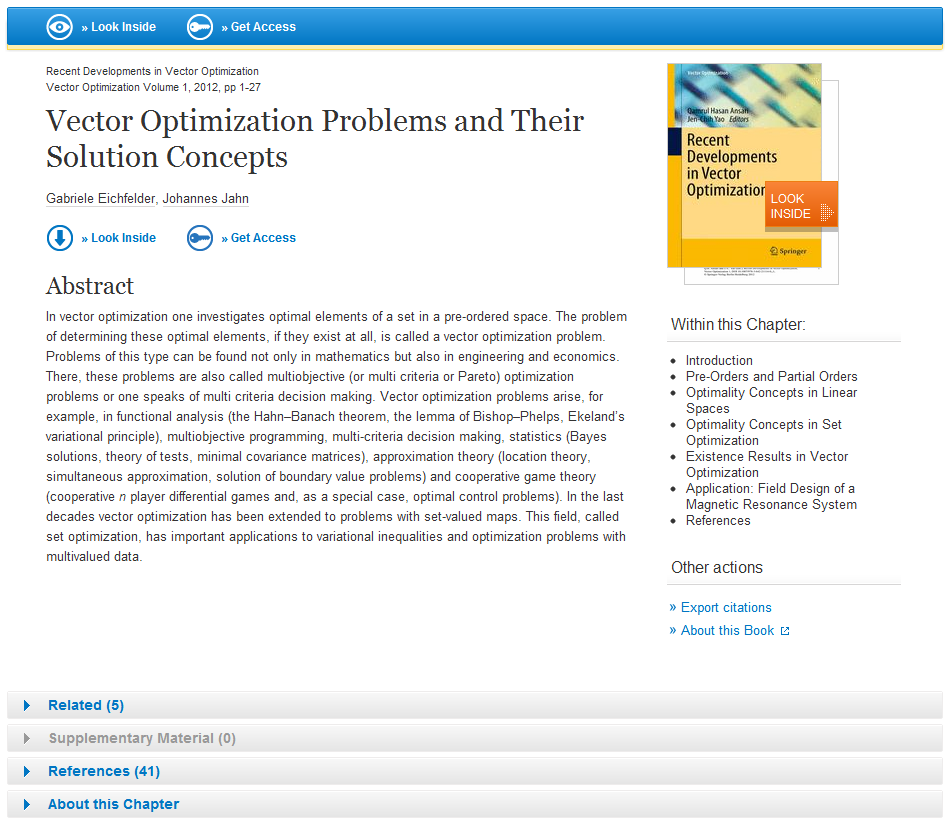 » Look Inside
» Get Access
Recent Developments in Vector Optimization
Vector Optimization Volume 1, 2012, pp 1-27
Vector Optimization Problems and Their
Solution Concepts
Gabriele Eichfelder, Johannes Jahn
» Look Inside
» Get Access
Abstract
In vector optimization one investigates optimal elements of a set in a pre-ordered space. The problem
of determining these optimal elements, if they exist at all, is called a vector optimization problem.
Problems of this type can be found not only in mathematics but also in engineering and economics.
There, these problems are also called multiobjective (or multi criteria or Pareto) optimization
problems or one speaks of multi criteria decision making. Vector optimization problems arise, for
example, in functional analysis (the Hahn–Banach theorem, the lemma of Bishop–Phelps, Ekeland's
variational principle), multiobjective programming, multi-criteria decision making, statistics (Bayes
solutions, theory of tests, minimal covariance matrices), approximation theory (location theory,
simultaneous approximation, solution of boundary value problems) and cooperative game theory
(cooperative n player differential games and, as a special case, optimal control problems). In the last
decades vector optimization has been extended to problems with set-valued maps. This field, called
set optimization, has important applications to variational inequalities and optimization problems with
multivalued data.
Vector Optimization
Qamrul Hasan Ansari
Jen-Chih Yao Editors
Recent
Developments
in Vector
Optimization
LOOK
INSIDE
Springer
Within this Chapter:
Introduction
Pre-Orders and Partial Orders
Optimality Concepts in Linear
Spaces
Optimality Concepts in Set
Optimization
Existence Results in Vector
Optimization
Application: Field Design of a
Magnetic Resonance System
References
Other actions
» Export citations
» About this Book
Related (5)
Supplementary Material (0)
References (41)
About this Chapter